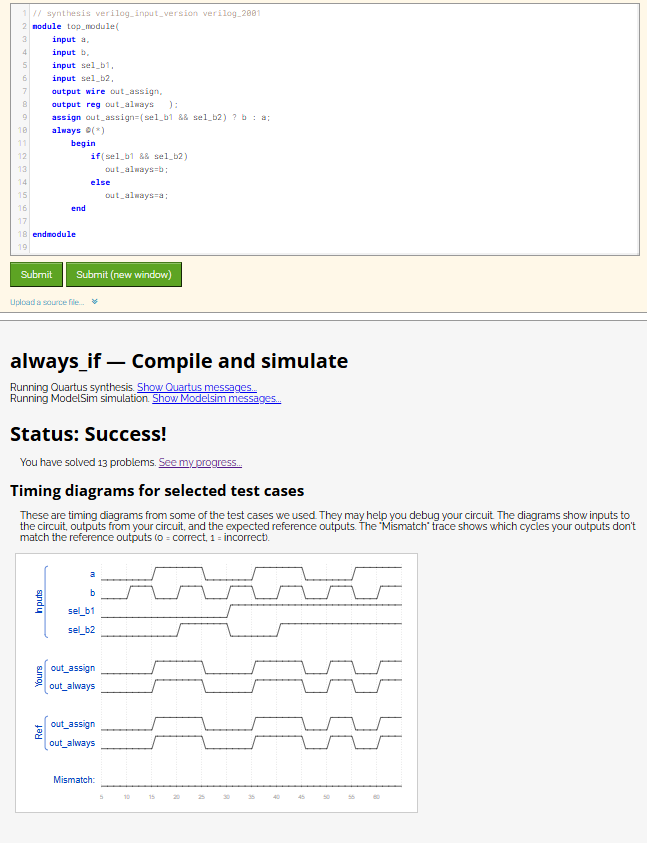 1 // synthesis verilog_input_version verilog_2001
2 module top_module(
3 input a,
4 input b,
5 input sel_b1,
6 input sel_b2,
7 output wire out_assign,
8 output reg out_always );
9 assign out_assign=(sel_b1 && sel_b2) ? b : a;
10 always @(*)
11 begin
12 if(sel_b1 && sel_b2)
13 out_always=b;
14 else
15 out_always=a;
16 end
17
18 endmodule
19
Submit Submit (new window)
Upload a source file...
always_if — Compile and simulate
Running Quartus synthesis. Show Quartus messages...
Running ModelSim simulation. Show Modelsim messages...
Status: Success!
You have solved 13 problems. See my progress...
Timing diagrams for selected test cases
These are timing diagrams from some of the test cases we used. They may help you debug your circuit. The diagrams show inputs to
the circuit, outputs from your circuit, and the expected reference outputs. The "Mismatch" trace shows which cycles your outputs don't
match the reference outputs (0 = correct, 1 = incorrect).
Inputs
a
b
sel_b1
sel_b2
Yours
out_assign
out_always
Ref
out_assign
out_always
Mismatch:
5 10 15 20 25 30 35 40 45 50 55 60